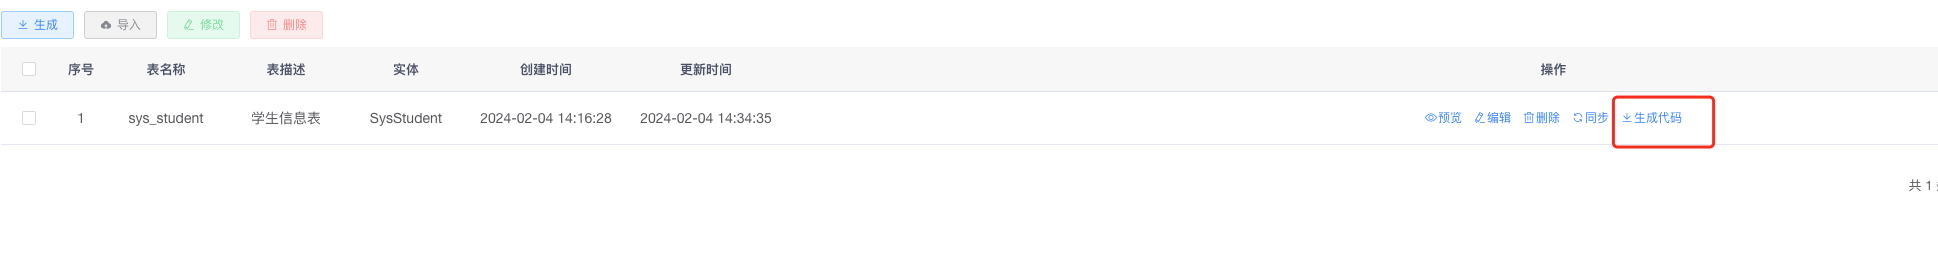 生成 导入 修改 删除
序号 表名称 表描述 实体 创建时间 更新时间 操作
1 sys_student 学生信息表 SysStudent 2024-02-04 14:16:28 2024-02-04 14:34:35 预览 编辑 删除 同步 生成代码
共 1